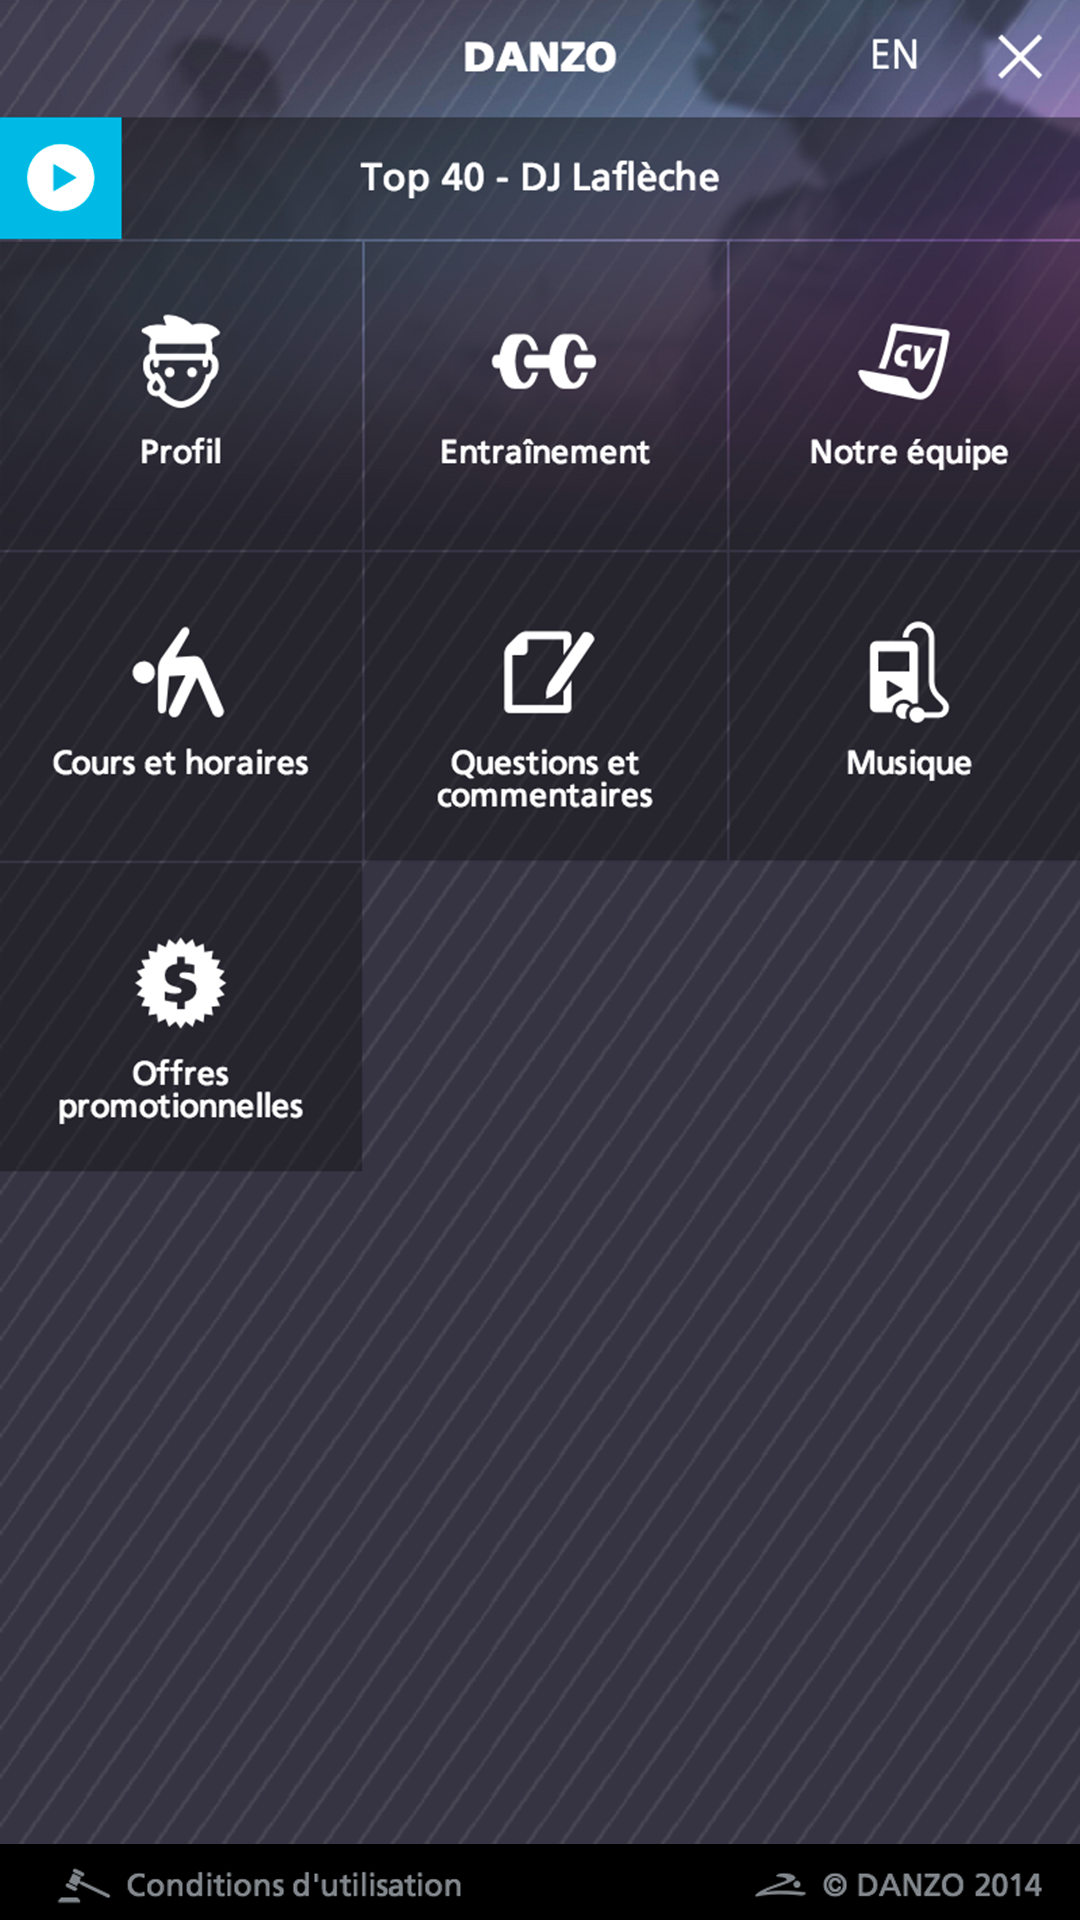 DANZO
EN
Top 40 - DJ Laflèche
Profil
Entraînement
Notre équipe
CV
Cours et horaires
Questions et
commentaires
Musique
$
Offres
promotionnelles
Conditions d'utilisation
© DANZO 2014